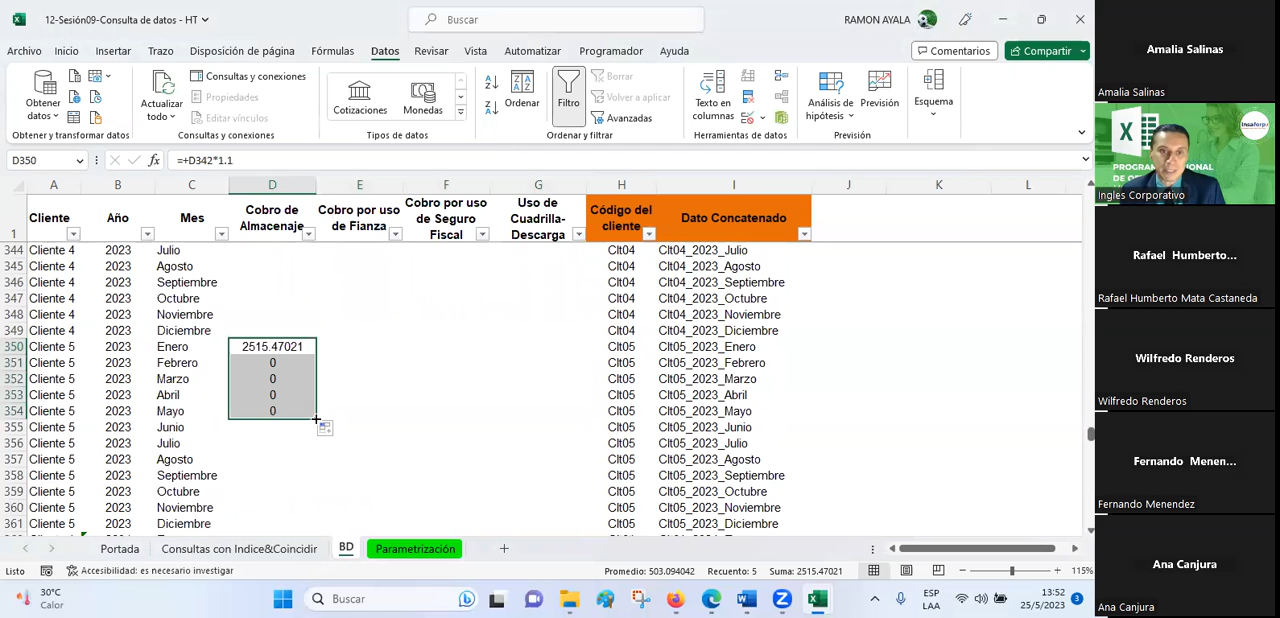 12-Sesión09-Consulta de datos - HT
Buscar
RAMON AYALA
Archivo Inicio Insertar Trazo Disposición de página Fórmulas Datos Revisar Vista Automatizar Programador Ayuda
Comentarios Compartir
Obtener datos
Obtener y transformar datos
Actualizar todo
Consultas y conexiones
Propiedades
Editar vínculos
Consultas y conexiones
Cotizaciones Monedas
Tipos de datos
Ordenar
Filtro
Borrar
Volver a aplicar
Avanzadas
Ordenar y filtrar
Texto en columnas
Herramientas de datos
Análisis de hipótesis
Previsión
Previsión
Esquema
D350 fx =+D342*1.1
A B C D E F G H I J K L
1 Cliente Año Mes Cobro de Almacenaje Cobro por uso de Fianza Cobro por uso de Seguro Fiscal Uso de Cuadrilla-Descarga Código del cliente Dato Concatenado
344 Cliente 4 2023 Julio Clt04 Clt04_2023_Julio
345 Cliente 4 2023 Agosto Clt04 Clt04_2023_Agosto
346 Cliente 4 2023 Septiembre Clt04 Clt04_2023_Septiembre
347 Cliente 4 2023 Octubre Clt04 Clt04_2023_Octubre
348 Cliente 4 2023 Noviembre Clt04 Clt04_2023_Noviembre
349 Cliente 4 2023 Diciembre Clt04 Clt04_2023_Diciembre
350 Cliente 5 2023 Enero 2515.47021 Clt05 Clt05_2023_Enero
351 Cliente 5 2023 Febrero 0 Clt05 Clt05_2023_Febrero
352 Cliente 5 2023 Marzo 0 Clt05 Clt05_2023_Marzo
353 Cliente 5 2023 Abril 0 Clt05 Clt05_2023_Abril
354 Cliente 5 2023 Mayo 0 Clt05 Clt05_2023_Mayo
355 Cliente 5 2023 Junio Clt05 Clt05_2023_Junio
356 Cliente 5 2023 Julio Clt05 Clt05_2023_Julio
357 Cliente 5 2023 Agosto Clt05 Clt05_2023_Agosto
358 Cliente 5 2023 Septiembre Clt05 Clt05_2023_Septiembre
359 Cliente 5 2023 Octubre Clt05 Clt05_2023_Octubre
360 Cliente 5 2023 Noviembre Clt05 Clt05_2023_Noviembre
361 Cliente 5 2023 Diciembre Clt05 Clt05_2023_Diciembre
Portada Consultas con Indice&Coincidir BD Parametrización
Listo Accesibilidad: es necesario investigar Promedio: 503.094042 Recuento: 5 Suma: 2515.47021 115%
30°C
Calor
Buscar
ESP
LAA
13:52
25/5/2023
3
Amalia Salinas
Amalia Salinas
Ingles Corporativo
Rafael Humberto...
Rafael Humberto Mata Castaneda
Wilfredo Renderos
Wilfredo Renderos
Fernando Menen...
Fernando Menendez
Ana Canjura
Ana Canjura